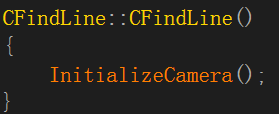 CFindLine::CFindLine()
{
    InitializeCamera();
}